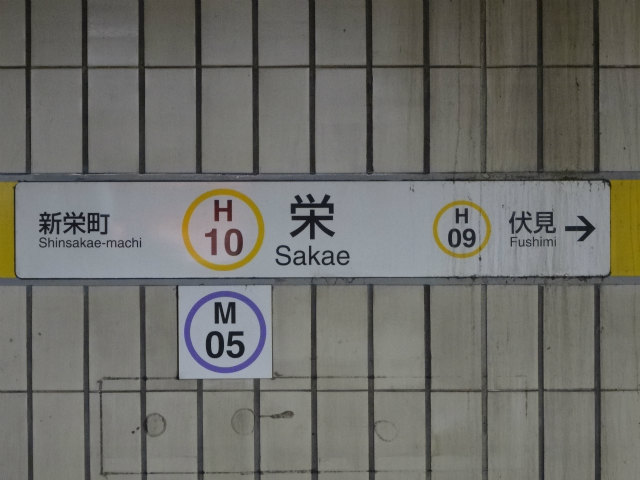 新栄町
Shinsakae-machi
H
10
栄
Sakae
H
09
伏見
Fushimi
→
M
05